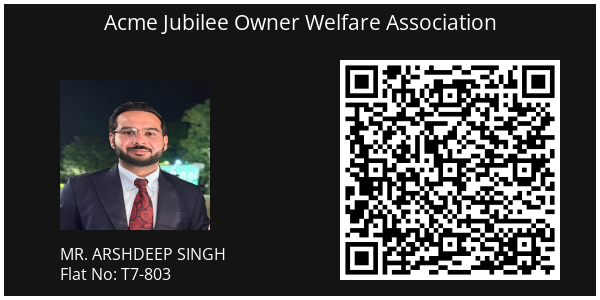 Acme Jubilee Owner Welfare Association
MR. ARSHDEEP SINGH
Flat No: T7-803